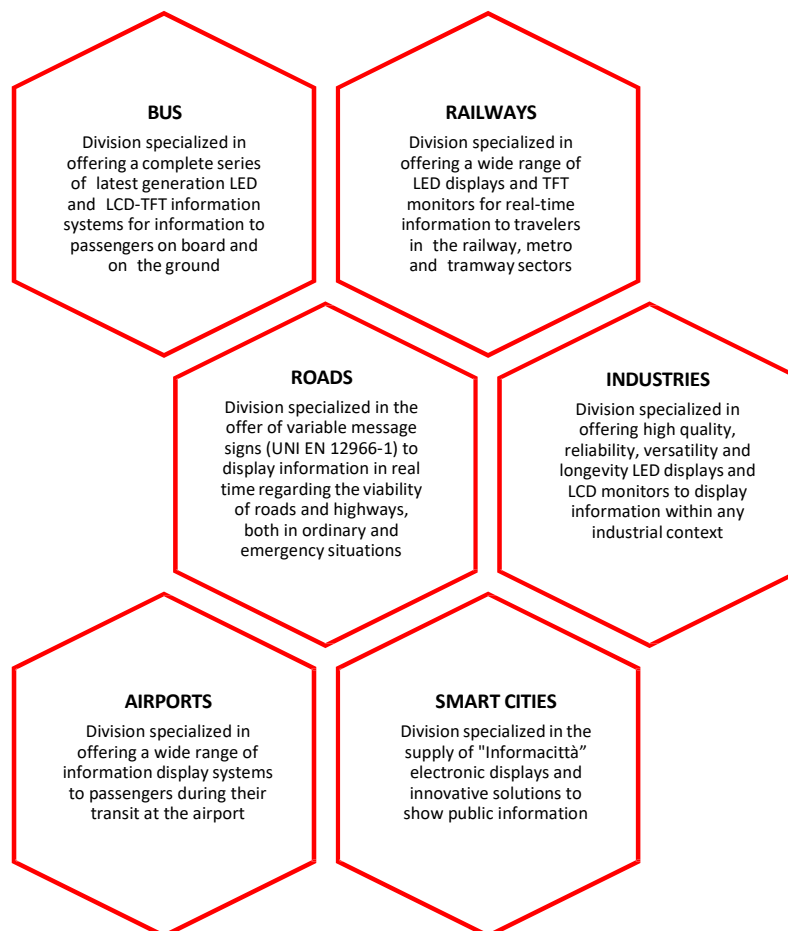 BUS
Division specialized in
offering a complete series
of latest generation LED
and LCD-TFT information
systems for information to
passengers on board and
on the ground
RAILWAYS
Division specialized in
offering a wide range of
LED displays and TFT
monitors for real-time
information to travelers
in the railway, metro
and tramway sectors
ROADS
Division specialized in the
offer of variable message
signs (UNI EN 12966-1) to
display information in real
time regarding the viability
of roads and highways,
both in ordinary and
emergency situations
INDUSTRIES
Division specialized in
offering high quality,
reliability, versatility and
longevity LED displays and
LCD monitors to display
information within any
industrial context
AIRPORTS
Division specialized in
offering a wide range of
information display systems
to passengers during their
transit at the airport
SMART CITIES
Division specialized in the
supply of "Informacittà”
electronic displays and
innovative solutions to
show public information